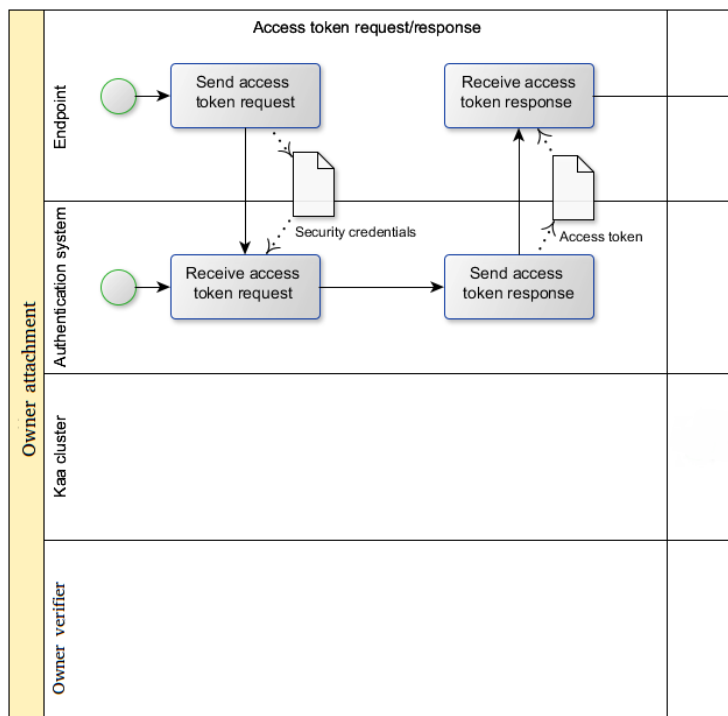 Access token request/response
Owner attachment
Endpoint
Send access
token request
Receive access
token response
Security credentials
Access token
Authentication system
Receive access
token request
Send access
token response
Kaa cluster
Owner verifier